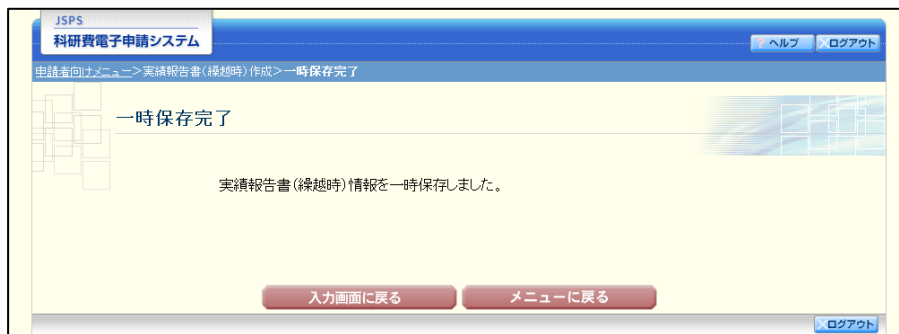 JSPS
科研費電子申請システム
? ヘルプ ×ログアウト
申請者向けメニュー>実績報告書(繰越時)作成>一時保存完了
一時保存完了
実績報告書(繰越時)情報を一時保存しました。
入力画面に戻る メニューに戻る
×ログアウト